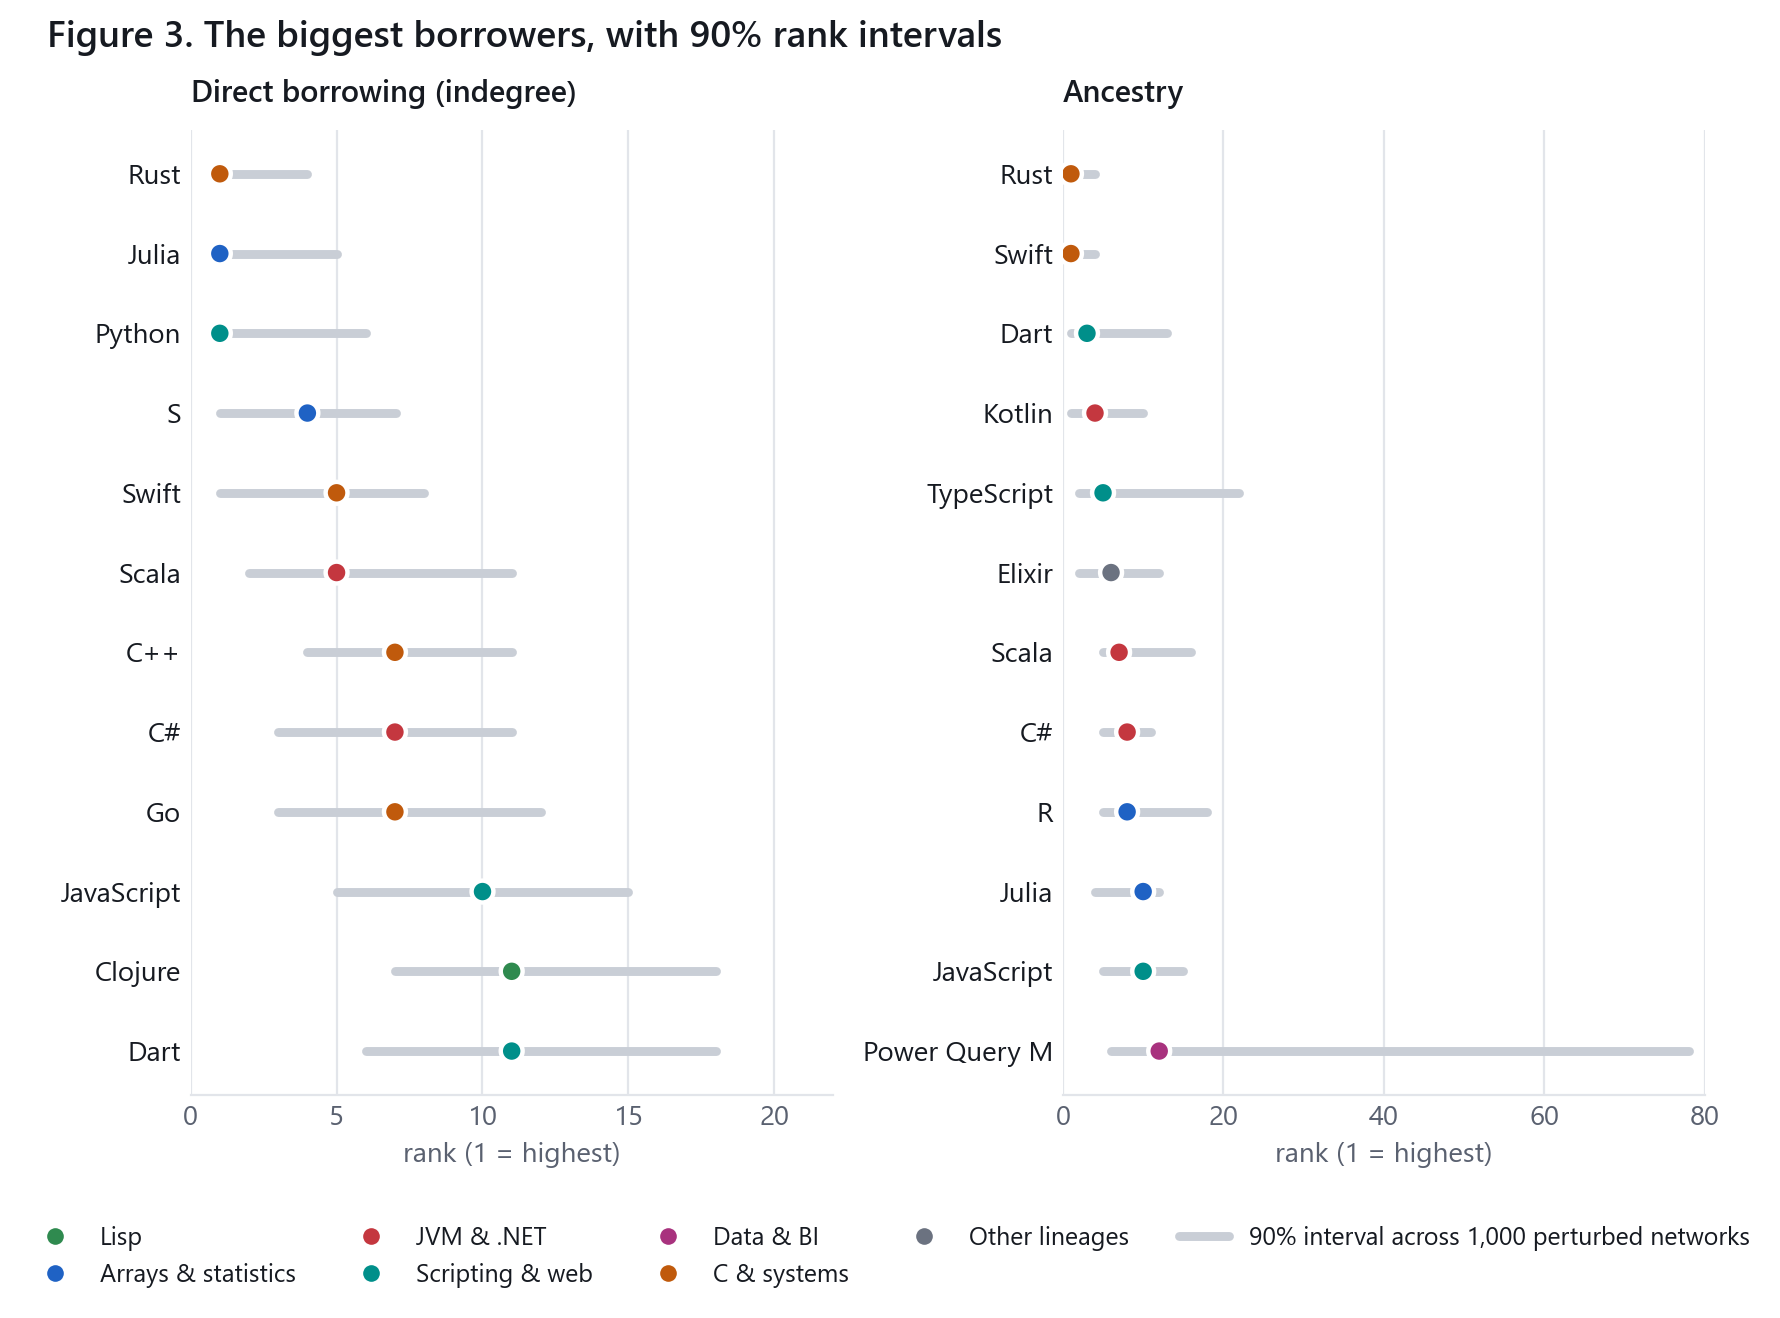 Figure 3. The biggest borrowers, with 90% rank intervals
Direct borrowing (indegree)
Rust
Julia
Python
S
Swift
Scala
C++
C#
Go
JavaScript
Clojure
Dart
0 5 10 15 20
rank (1 = highest)
Ancestry
Rust
Swift
Dart
Kotlin
TypeScript
Elixir
Scala
C#
R
Julia
JavaScript
Power Query M
0 20 40 60 80
rank (1 = highest)
Lisp
Arrays & statistics
JVM & .NET
Scripting & web
Data & BI
C & systems
Other lineages
90% interval across 1,000 perturbed networks